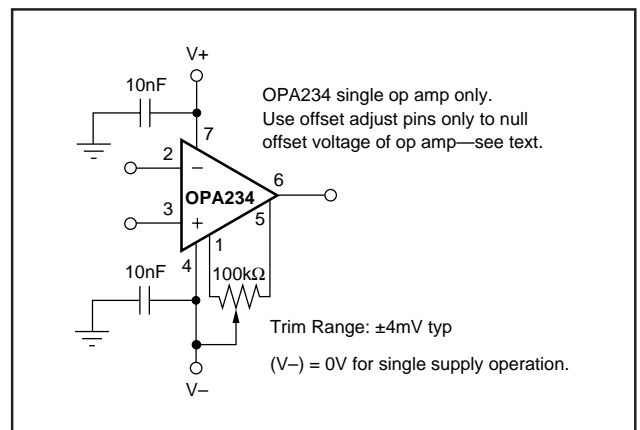 V+
10nF
OPA234 single op amp only.
Use offset adjust pins only to null
offset voltage of op amp—see text.
7
2
–
6
OPA234
3
+
5
1
4
10nF
100kΩ
Trim Range: ±4mV typ
(V–) = 0V for single supply operation.
V–